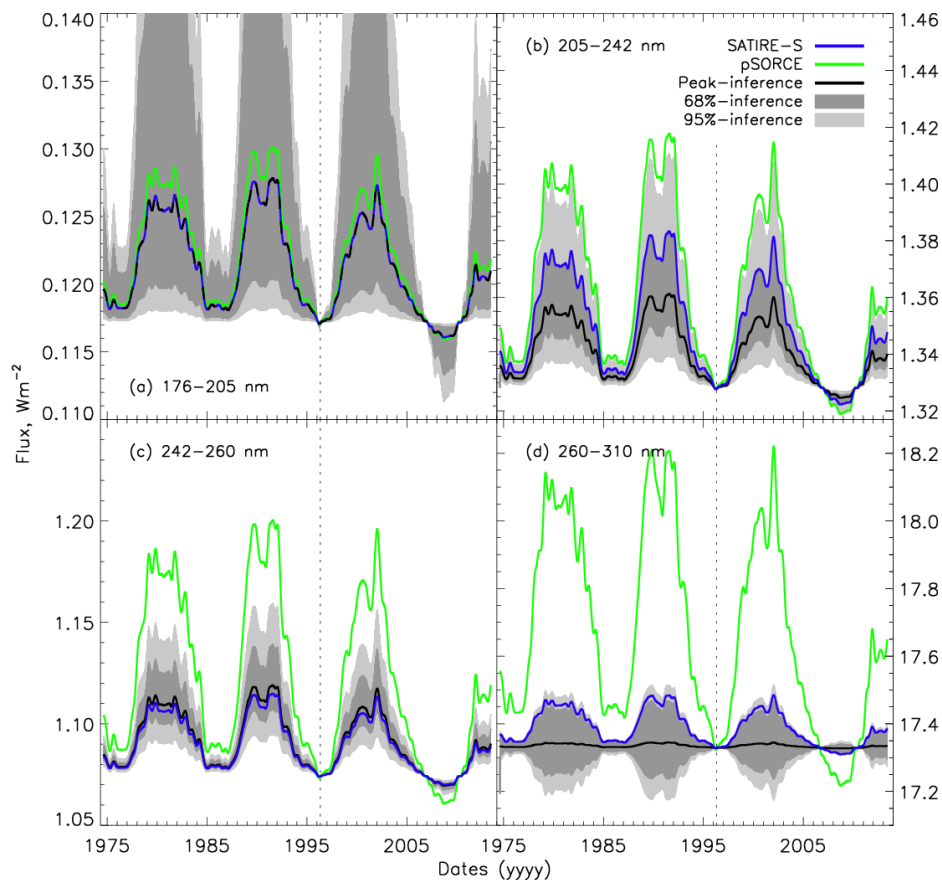 0.140
0.135
0.130
0.125
0.120
0.115
0.110
(a) 176−205 nm
(b) 205−242 nm
SATIRE−S
pSORCE
Peak−inference
68%−inference
95%−inference
1.46
1.44
1.42
1.40
1.38
1.36
1.34
1.32
Flux, Wm−2
(c) 242−260 nm
1.20
1.15
1.10
1.05
(d) 260−310 nm
18.2
18.0
17.8
17.6
17.4
17.2
1975 1985 1995 2005 1975 1985 1995 2005
Dates (yyyy)